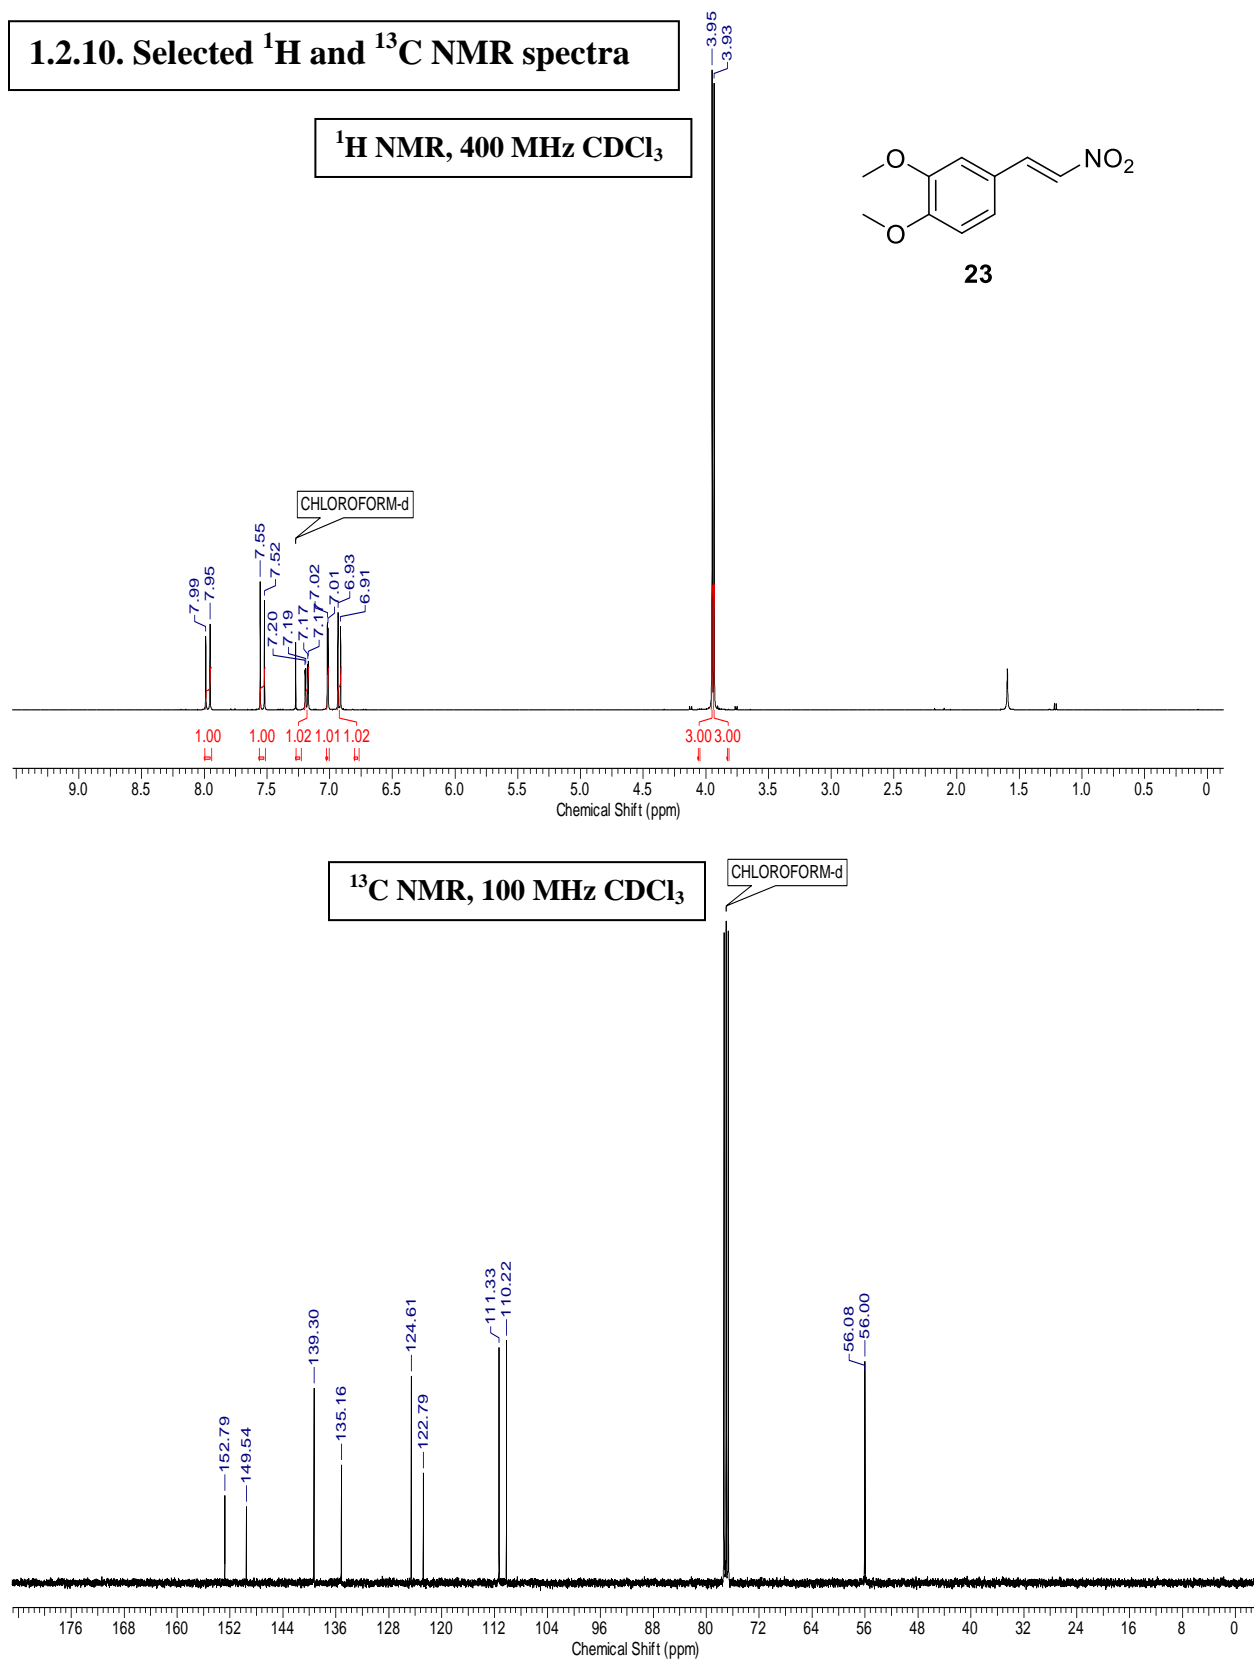 1.2.10. Selected ¹H and ¹³C NMR spectra
¹H NMR, 400 MHz CDCl₃
3.95
3.93
O
O
NO₂
23
CHLOROFORM-d
7.99
7.95
7.55
7.52
7.20
7.19
7.17
7.17
7.02
7.01
6.93
6.91
1.00 1.00 1.02 1.01 1.02 3.00 3.00
9.0 8.5 8.0 7.5 7.0 6.5 6.0 5.5 5.0 4.5 4.0 3.5 3.0 2.5 2.0 1.5 1.0 0.5 0
Chemical Shift (ppm)
¹³C NMR, 100 MHz CDCl₃
CHLOROFORM-d
152.79
149.54
139.30
135.16
124.61
122.79
111.33
110.22
56.08
56.00
176 168 160 152 144 136 128 120 112 104 96 88 80 72 64 56 48 40 32 24 16 8 0
Chemical Shift (ppm)